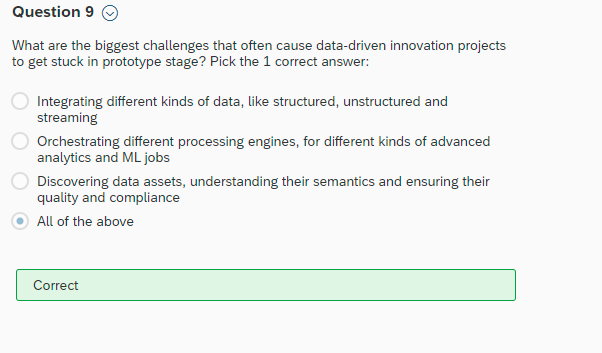 Question 9
What are the biggest challenges that often cause data-driven innovation projects
to get stuck in prototype stage? Pick the 1 correct answer:
Integrating different kinds of data, like structured, unstructured and
streaming
Orchestrating different processing engines, for different kinds of advanced
analytics and ML jobs
Discovering data assets, understanding their semantics and ensuring their
quality and compliance
All of the above
Correct